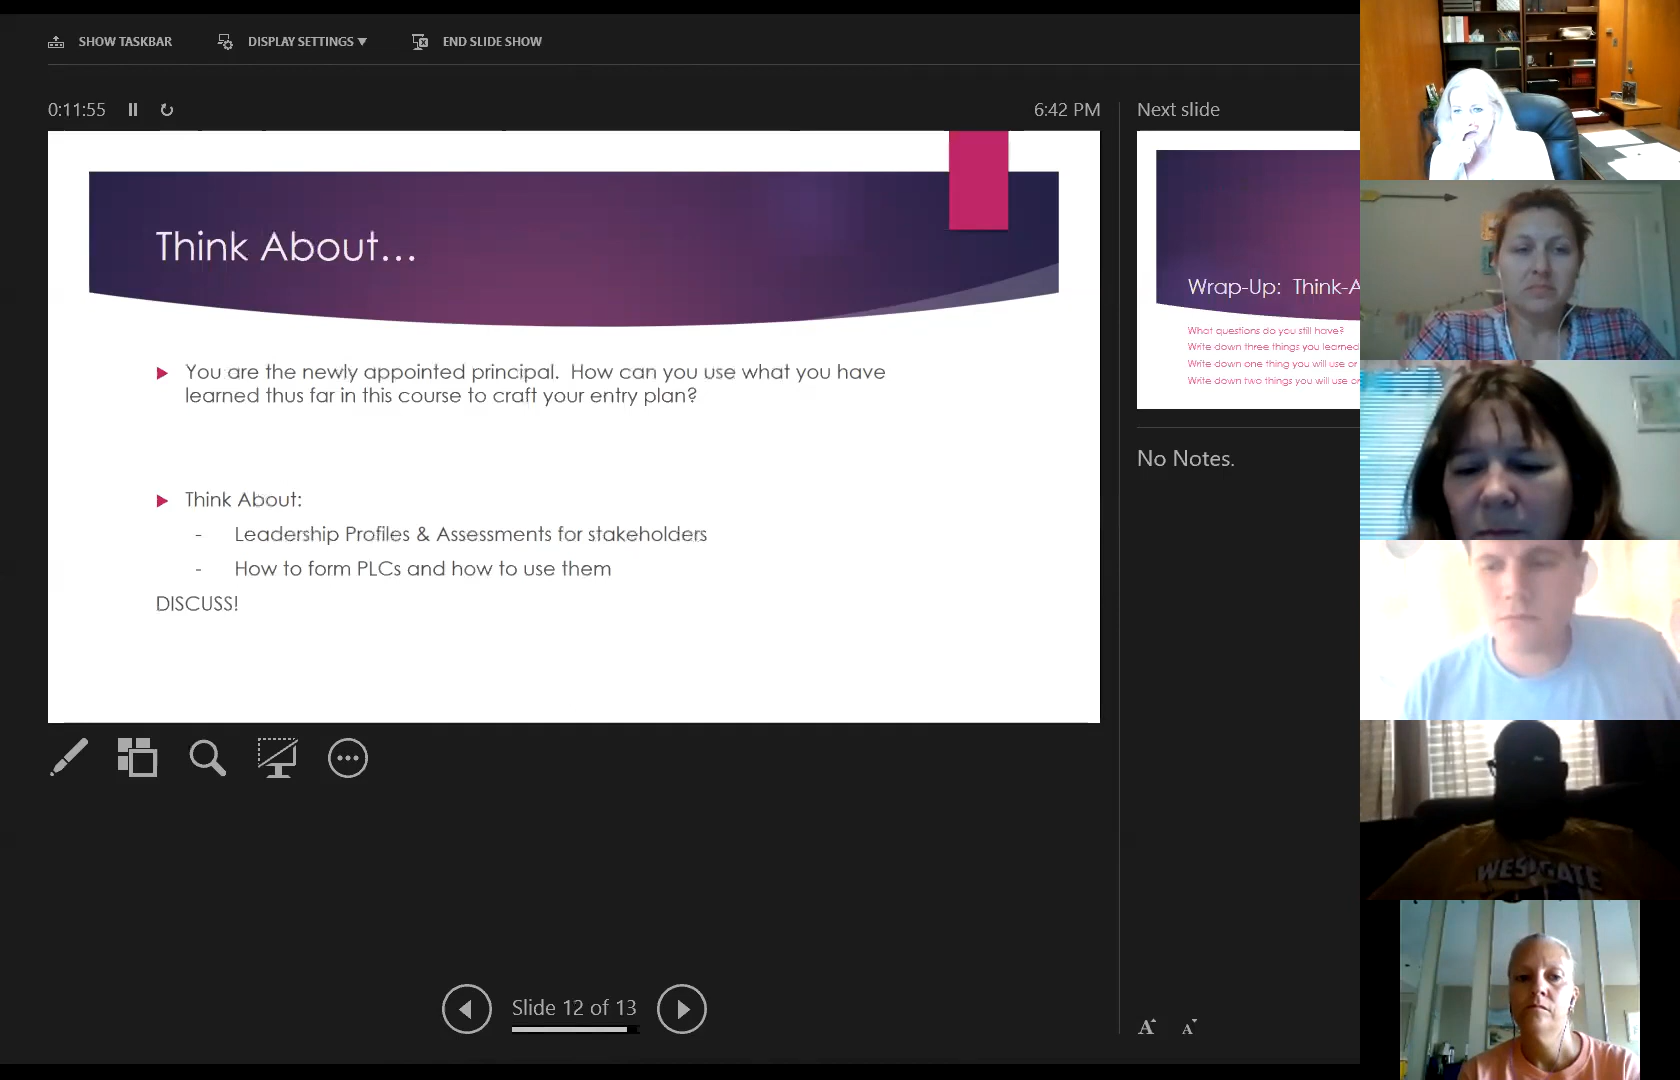 SHOW TASKBAR
DISPLAY SETTINGS
END SLIDE SHOW
0:11:55
6:42 PM
Next slide
Think About...
You are the newly appointed principal.  How can you use what you have
learned thus far in this course to craft your entry plan?
Think About:
- Leadership Profiles & Assessments for stakeholders
- How to form PLCs and how to use them
DISCUSS!
Wrap-Up:  Think-A
What questions do you still have?
Write down three things you learned
Write down one thing you will use or
Write down two things you will use or
No Notes.
Slide 12 of 13
A
A
WESTGATE